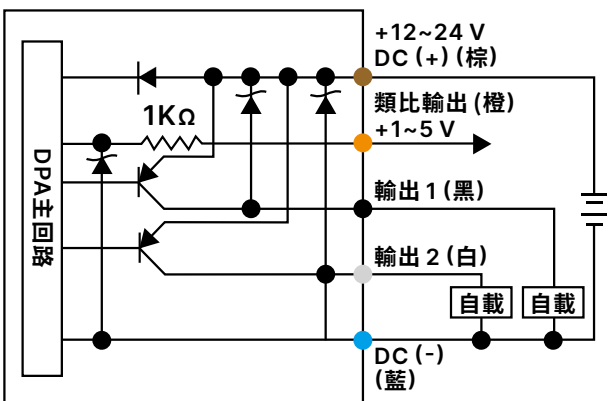 +12~24 V
DC (+) (棕)
1KΩ
類比輸出 (橙)
+1~5 V
DPA主回路
輸出 1 (黑)
輸出 2 (白)
自載
自載
DC (-)
(藍)